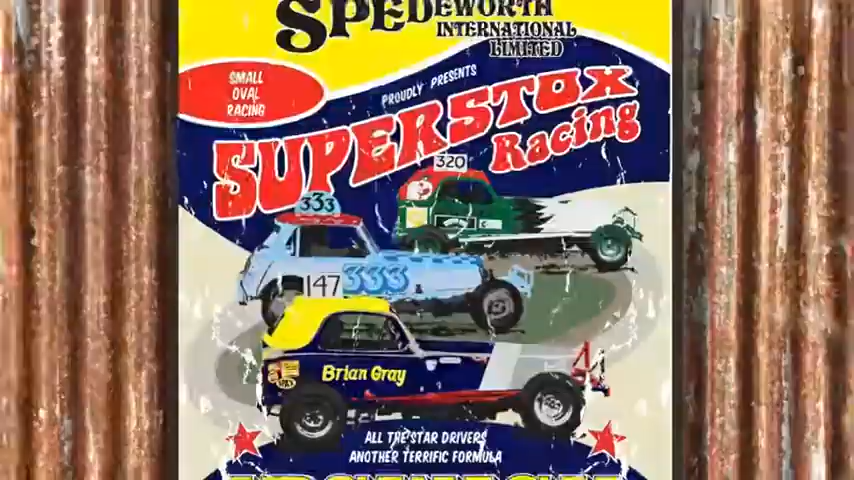 SPEDEWORTH
INTERNATIONAL
LIMITED
SMALL
OVAL
RACING
PROUDLY PRESENTS
SUPERSTOX
Racing
320
333
147 333
Brian Gray
ALL THE STAR DRIVERS
ANOTHER TERRIFIC FORMULA